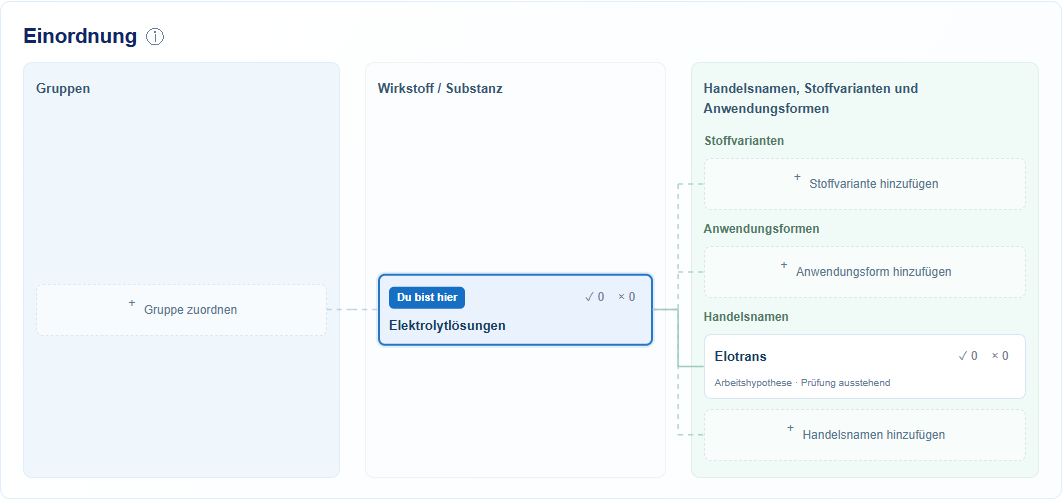 Einordnung ⓘ
Gruppen
+ Gruppe zuordnen
Wirkstoff / Substanz
Du bist hier ✓ 0 × 0
Elektrolytlösungen
Handelsnamen, Stoffvarianten und
Anwendungsformen
Stoffvarianten
+ Stoffvariante hinzufügen
Anwendungsformen
+ Anwendungsform hinzufügen
Handelsnamen
Elotrans ✓ 0 × 0
Arbeitshypothese · Prüfung ausstehend
+ Handelsnamen hinzufügen